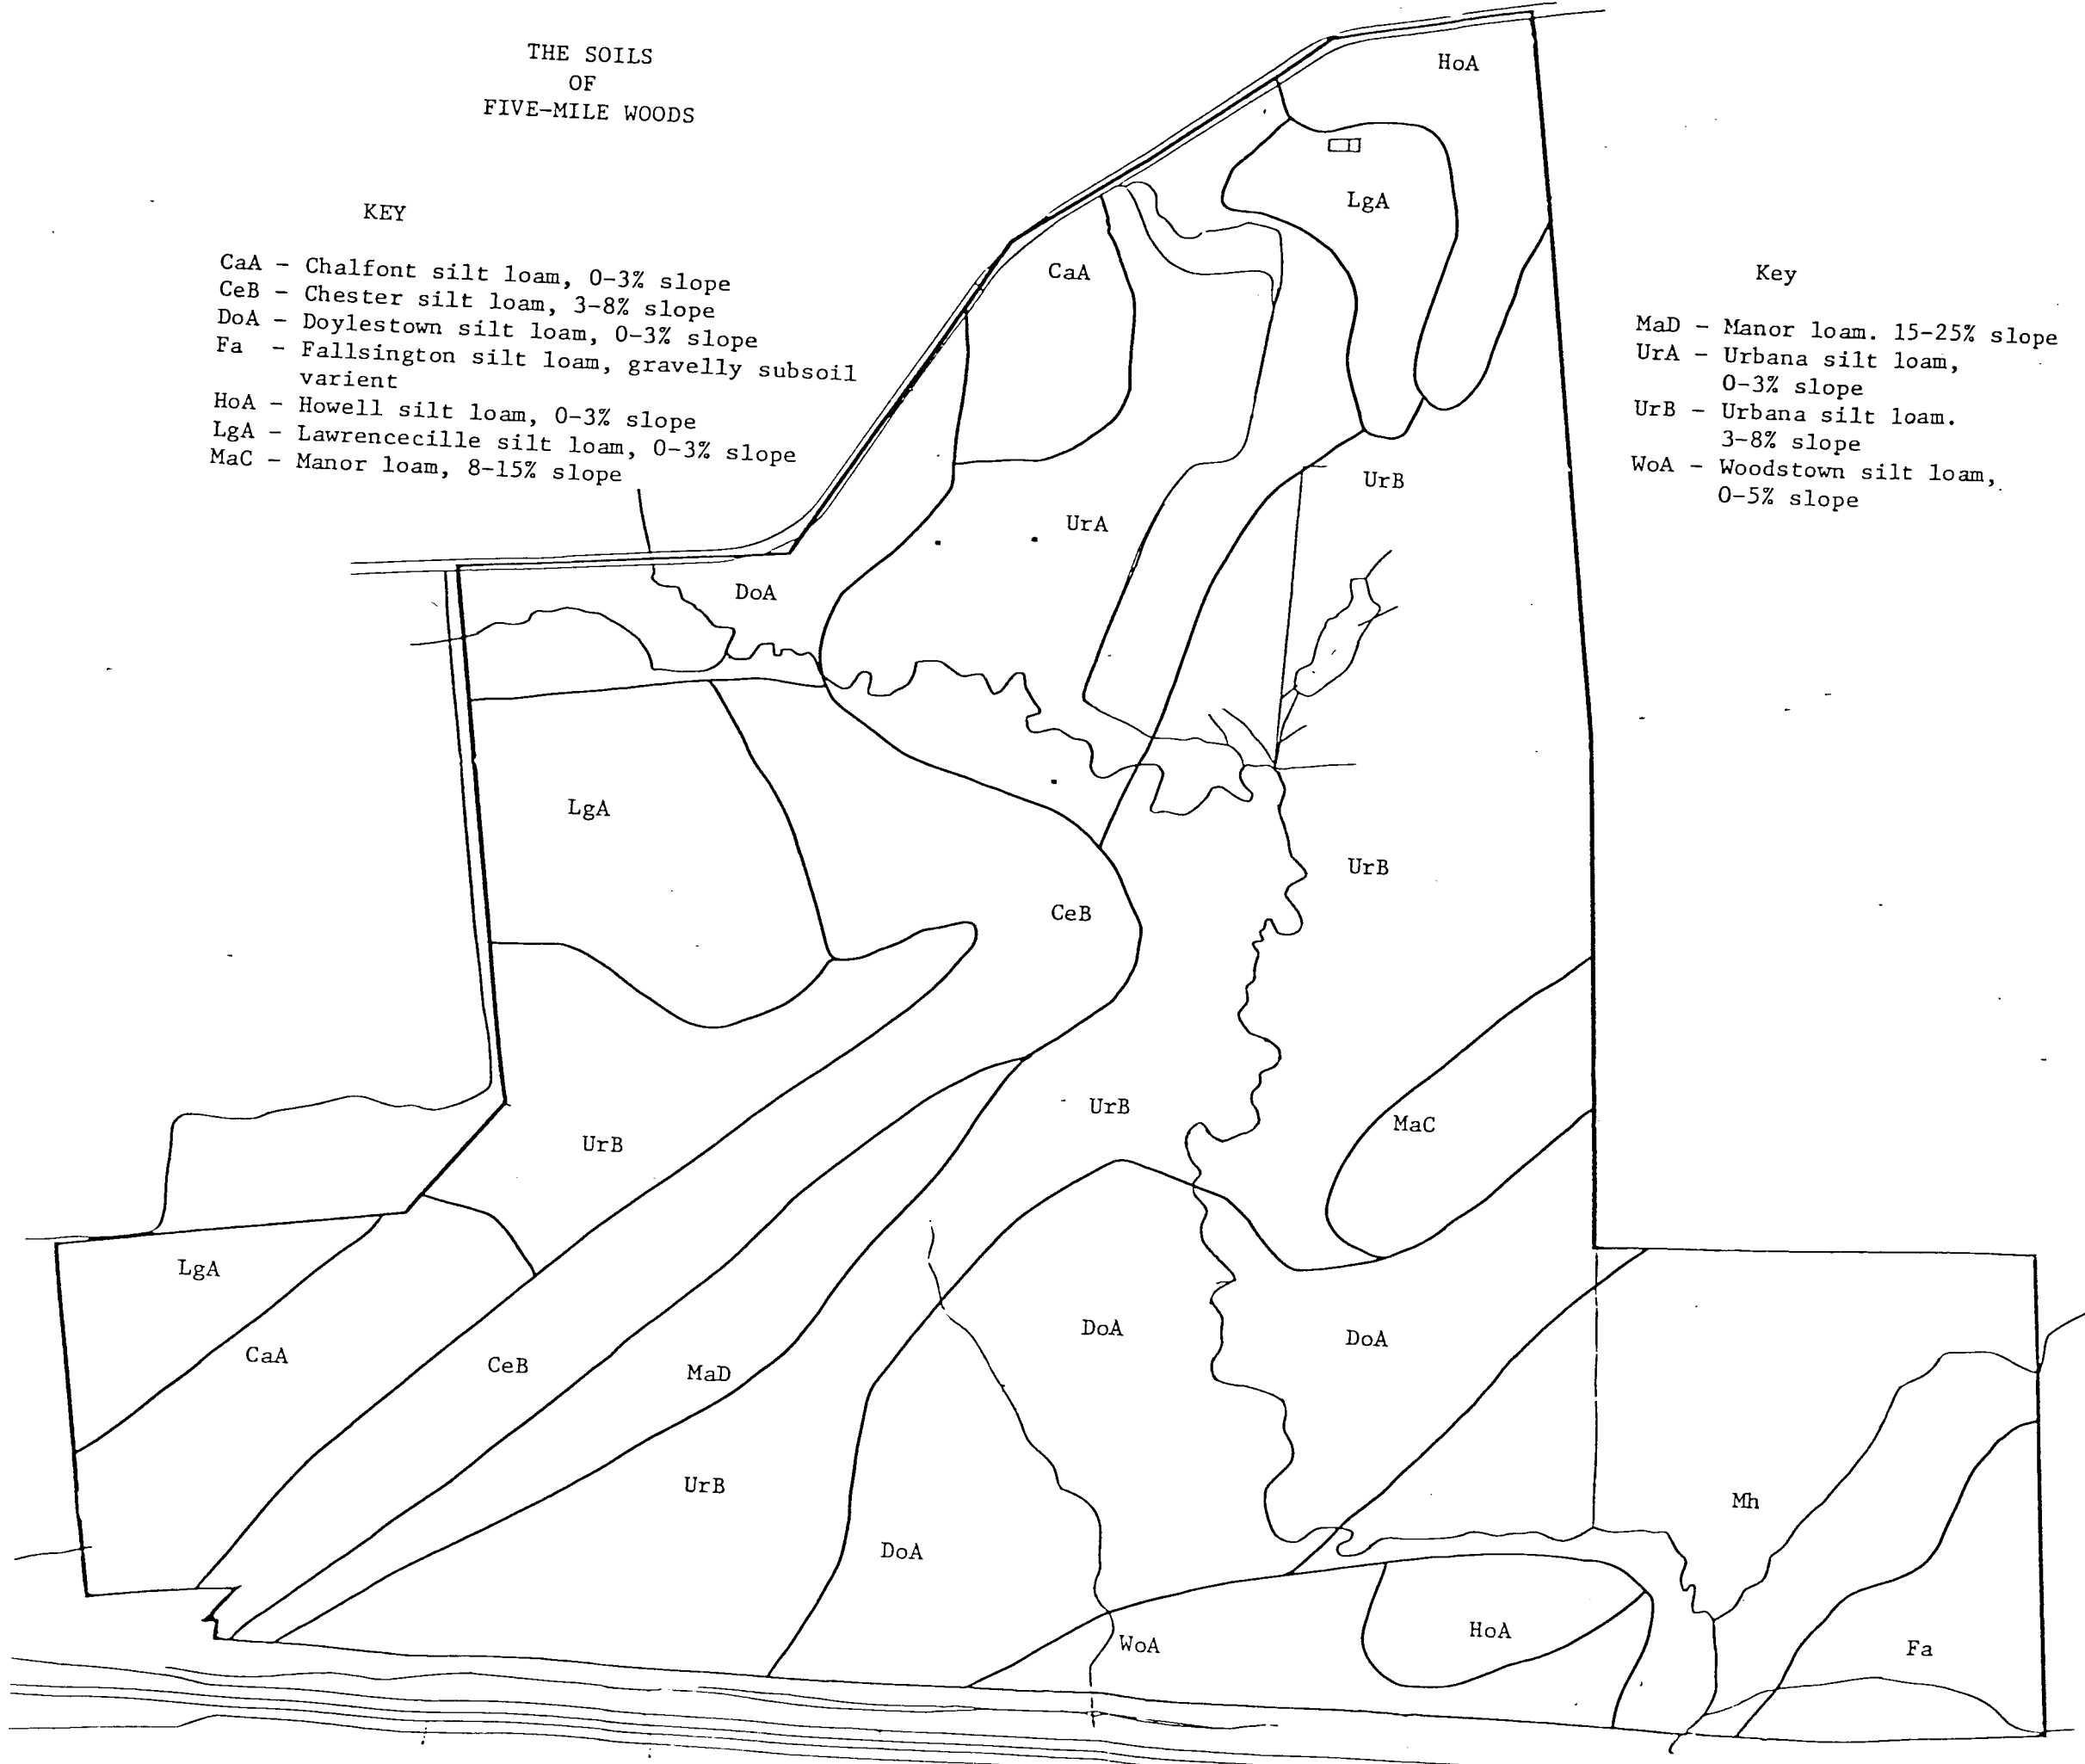 THE SOILS
OF
FIVE-MILE WOODS
KEY
CaA - Chalfont silt loam, 0-3% slope
CeB - Chester silt loam, 3-8% slope
DoA - Doylestown silt loam, 0-3% slope
Fa - Fallsington silt loam, gravelly subsoil
varient
HoA - Howell silt loam, 0-3% slope
LgA - Lawrencecille silt loam, 0-3% slope
MaC - Manor loam, 8-15% slope
Key
MaD - Manor loam. 15-25% slope
UrA - Urbana silt loam,
0-3% slope
UrB - Urbana silt loam.
3-8% slope
WoA - Woodstown silt loam,
0-5% slope
HoA
LgA
CaA
UrB
UrA
DoA
LgA
UrB
CeB
UrB
MaC
UrB
LgA
DoA
DoA
CaA
CeB
MaD
UrB
Mh
DoA
HoA
WoA
Fa